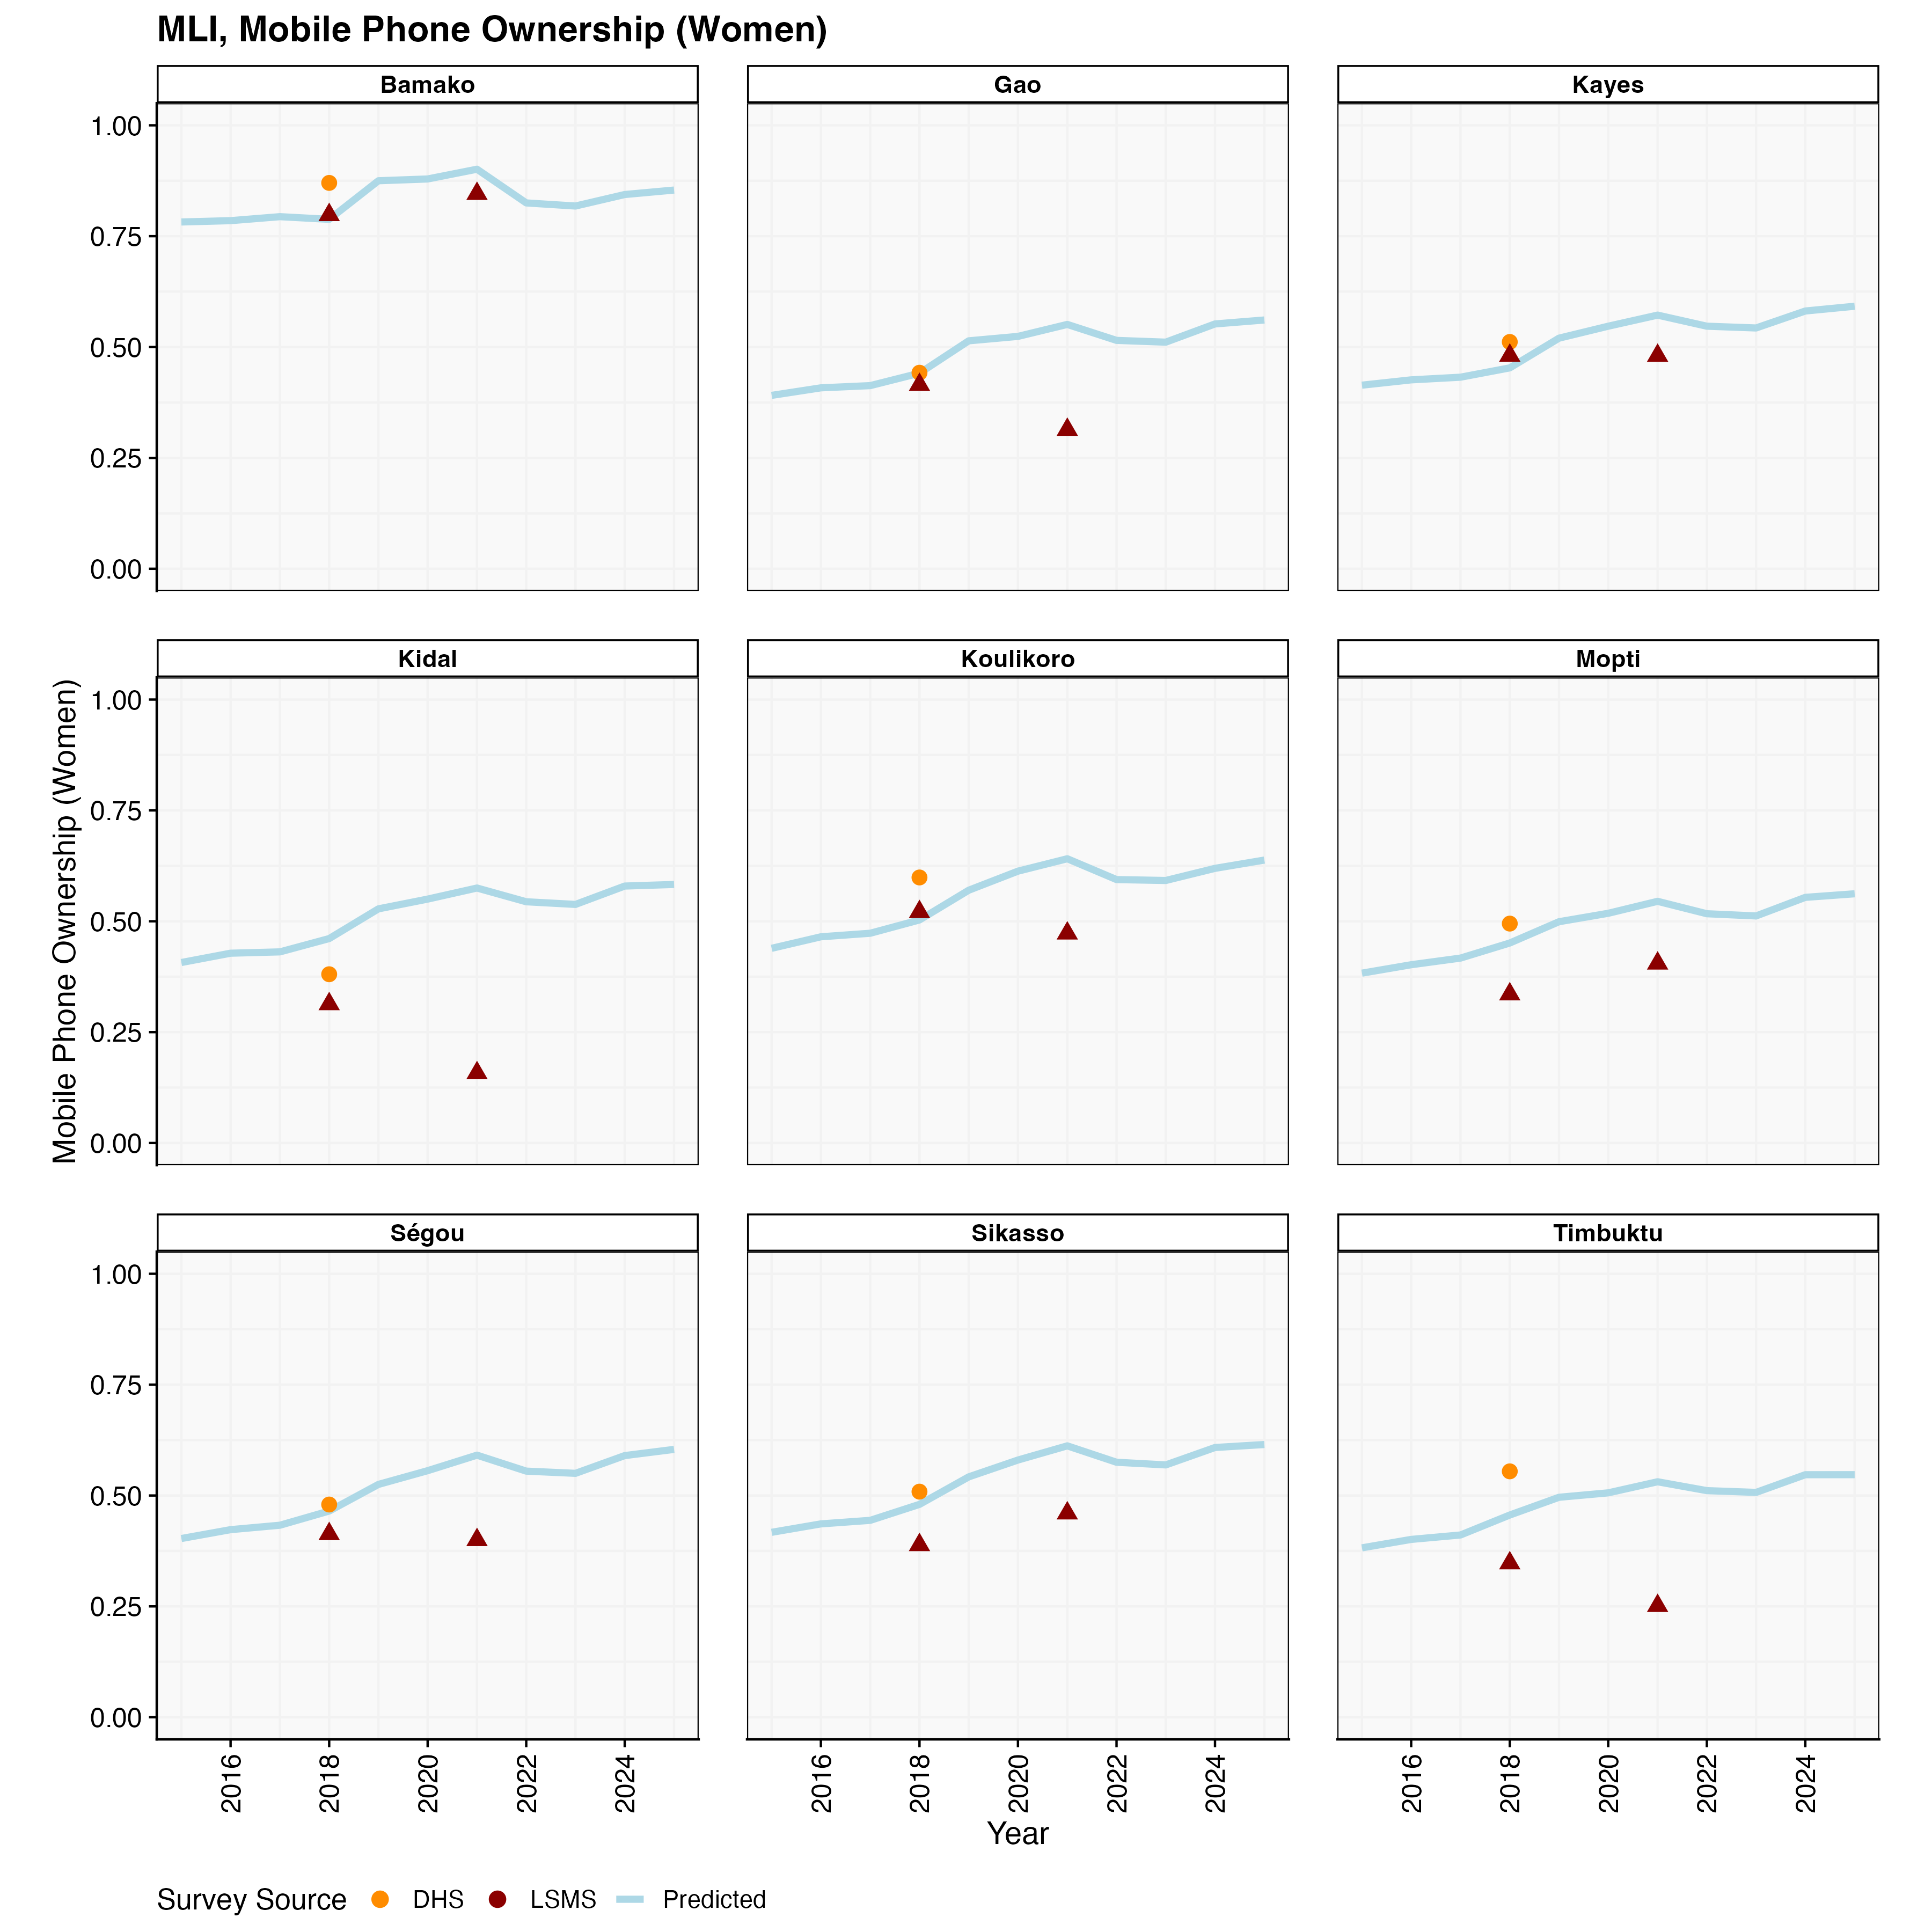 MLI, Mobile Phone Ownership (Women)
Bamako
Gao
Kayes
1.00
0.75
0.50
0.25
0.00
Kidal
Koulikoro
Mopti
1.00
0.75
0.50
0.25
0.00
Mobile Phone Ownership (Women)
Ségou
Sikasso
Timbuktu
1.00
0.75
0.50
0.25
0.00
2016 2018 2020 2022 2024
2016 2018 2020 2022 2024
2016 2018 2020 2022 2024
Year
Survey Source DHS LSMS Predicted